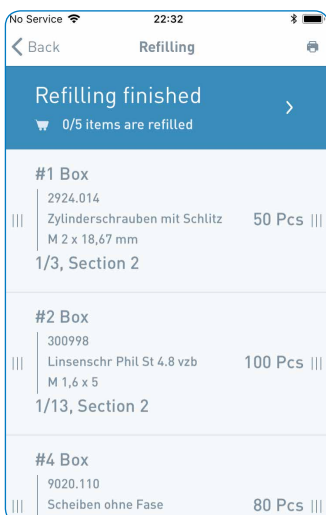 No Service 22:32
Back Refilling
Refilling finished
0/5 items are refilled
#1 Box
2924.014
Zylinderschrauben mit Schlitz 50 Pcs
M 2 x 18,67 mm
1/3, Section 2
#2 Box
300998
Linsenschr Phil St 4.8 vzb 100 Pcs
M 1,6 x 5
1/13, Section 2
#4 Box
9020.110
Scheiben ohne Fase 80 Pcs